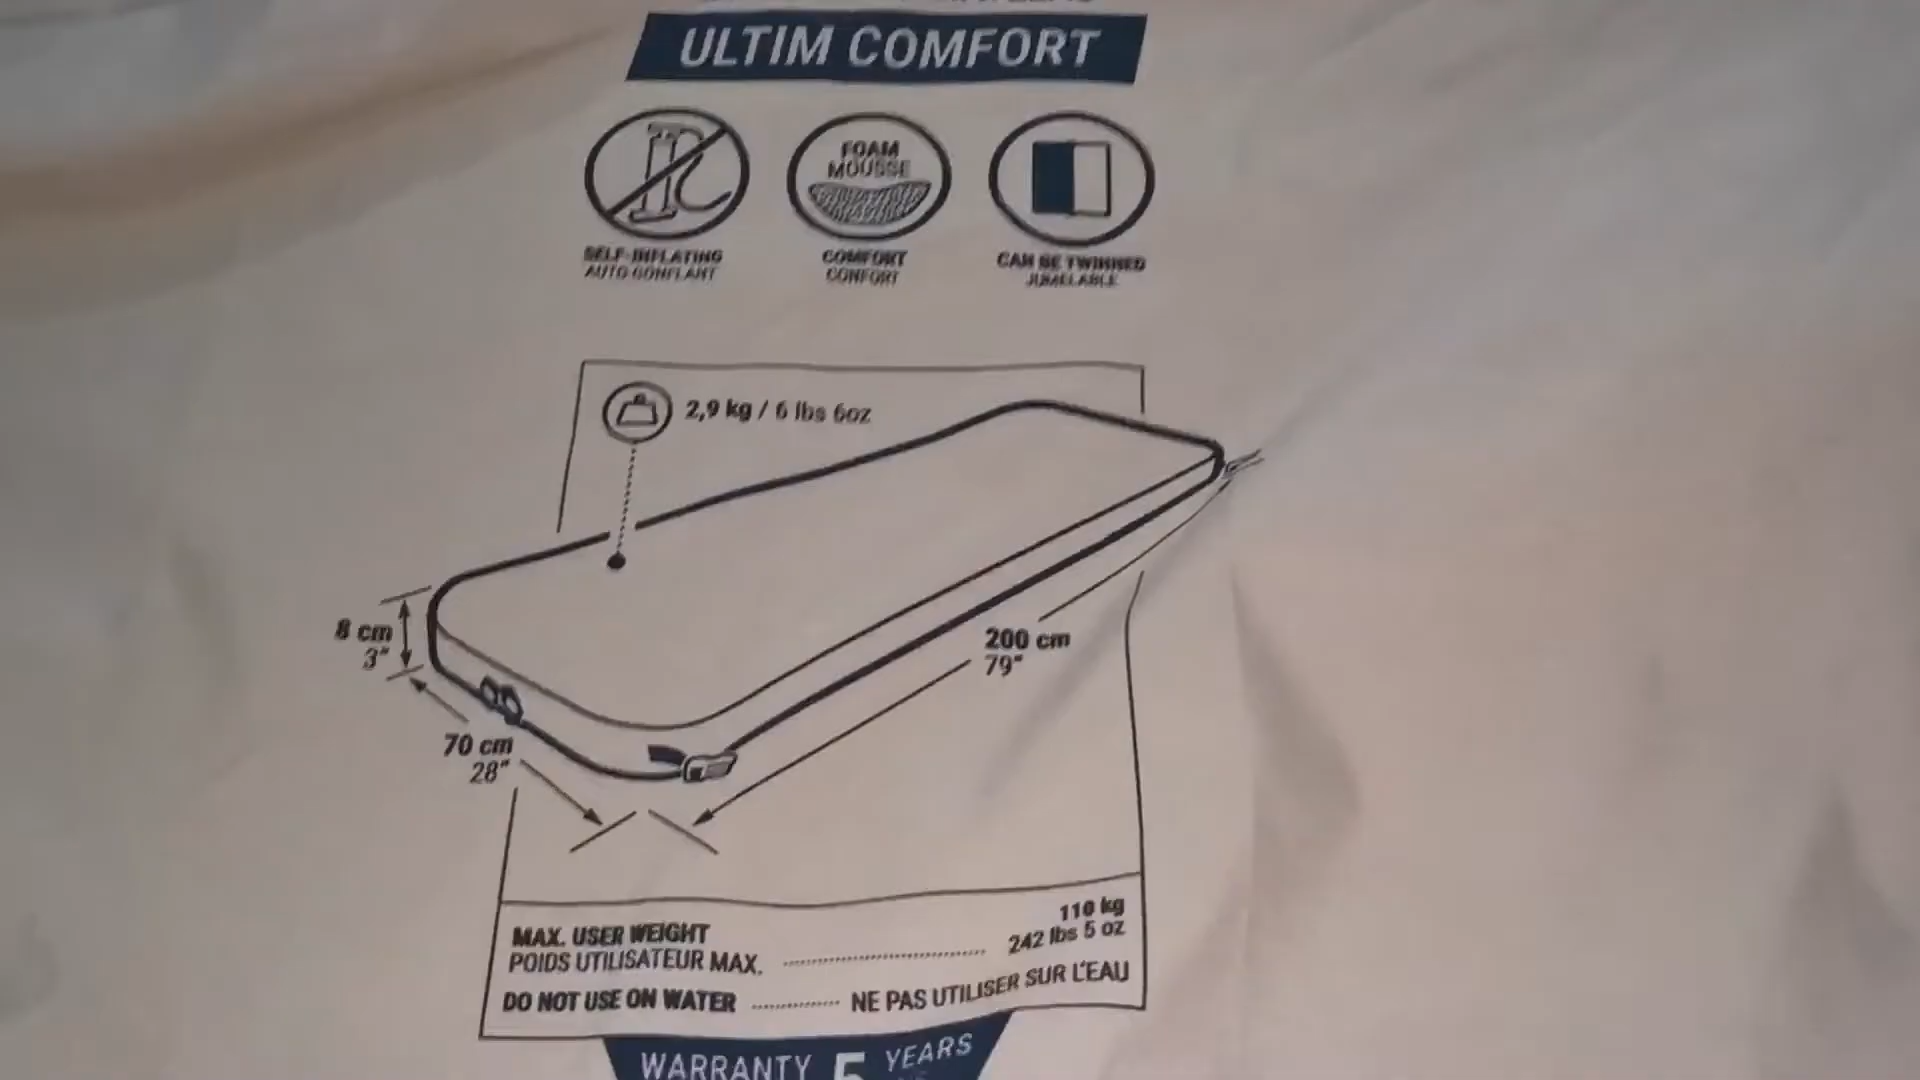 ULTIM COMFORT
FOAM
MOUSSE
SELF-INFLATING
AUTO GONFLANT
COMFORT
CONFORT
CAN BE TWINNED
JUMELABLE
2,9 kg / 6 lbs 6oz
8 cm
3"
200 cm
79"
70 cm
28"
MAX. USER WEIGHT
POIDS UTILISATEUR MAX.
110 kg
242 lbs 5 oz
DO NOT USE ON WATER ............ NE PAS UTILISER SUR L'EAU
WARRANTY 5 YEARS